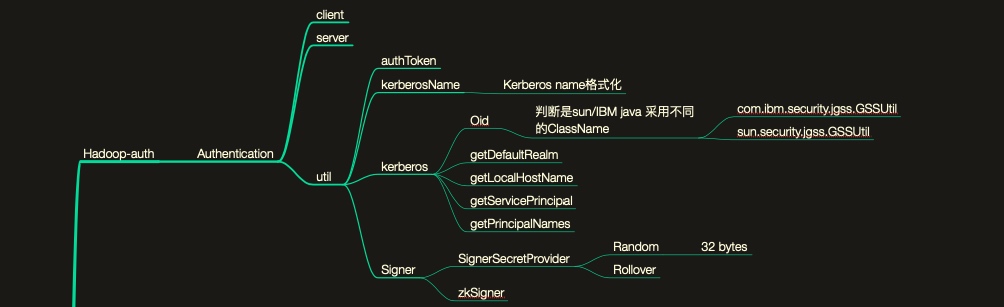 client
server
authToken
kerberosName
Kerberos name格式化
Oid
判断是sun/IBM java 采用不同
的ClassName
com.ibm.security.jgss.GSSUtil
sun.security.jgss.GSSUtil
Hadoop-auth
Authentication
util
kerberos
getDefaultRealm
getLocalHostName
getServicePrincipal
getPrincipalNames
Signer
SignerSecretProvider
Random
32 bytes
Rollover
zkSigner